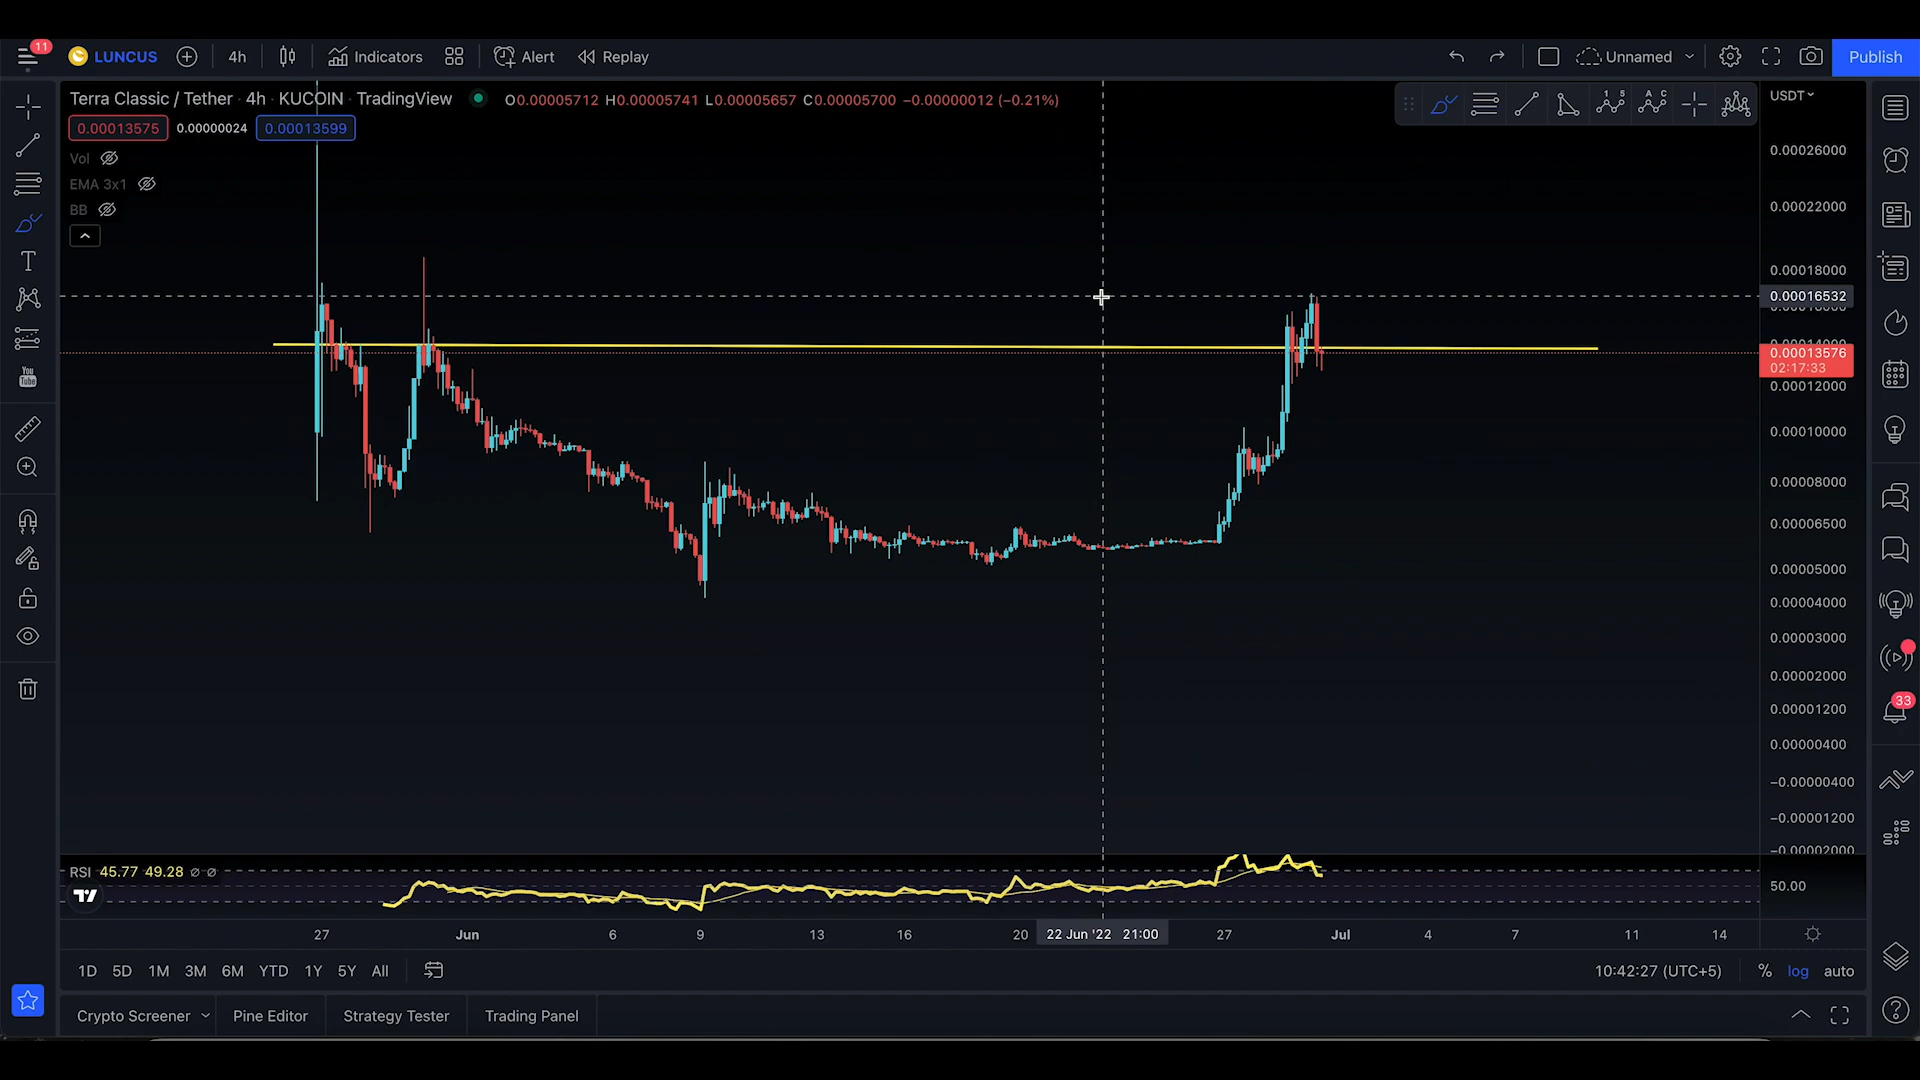 11
LUNCUS 4h Indicators Alert Replay Unnamed Publish
Terra Classic / Tether · 4h · KUCOIN · TradingView O0.00005712 H0.00005741 L0.00005657 C0.00005700 −0.00000012 (−0.21%)
1 5 A C
USDT
0.00013575 0.00000024 0.00013599
Vol
EMA 3x1
BB
T
You
Tube
0.00026000
0.00022000
0.00018000
0.00016532
0.00013576
02:17:33
0.00012000
0.00010000
0.00008000
0.00006500
0.00005000
0.00004000
0.00003000
0.00002000
33
0.00001200
0.00000400
−0.00000400
−0.00001200
−0.00002000
RSI 45.77 49.28 ∅ ∅
50.00
27 Jun 6 9 13 16 20 22 Jun '22 21:00 27 Jul 4 7 11 14
1D 5D 1M 3M 6M YTD 1Y 5Y All 10:42:27 (UTC+5) % log auto
Crypto Screener Pine Editor Strategy Tester Trading Panel